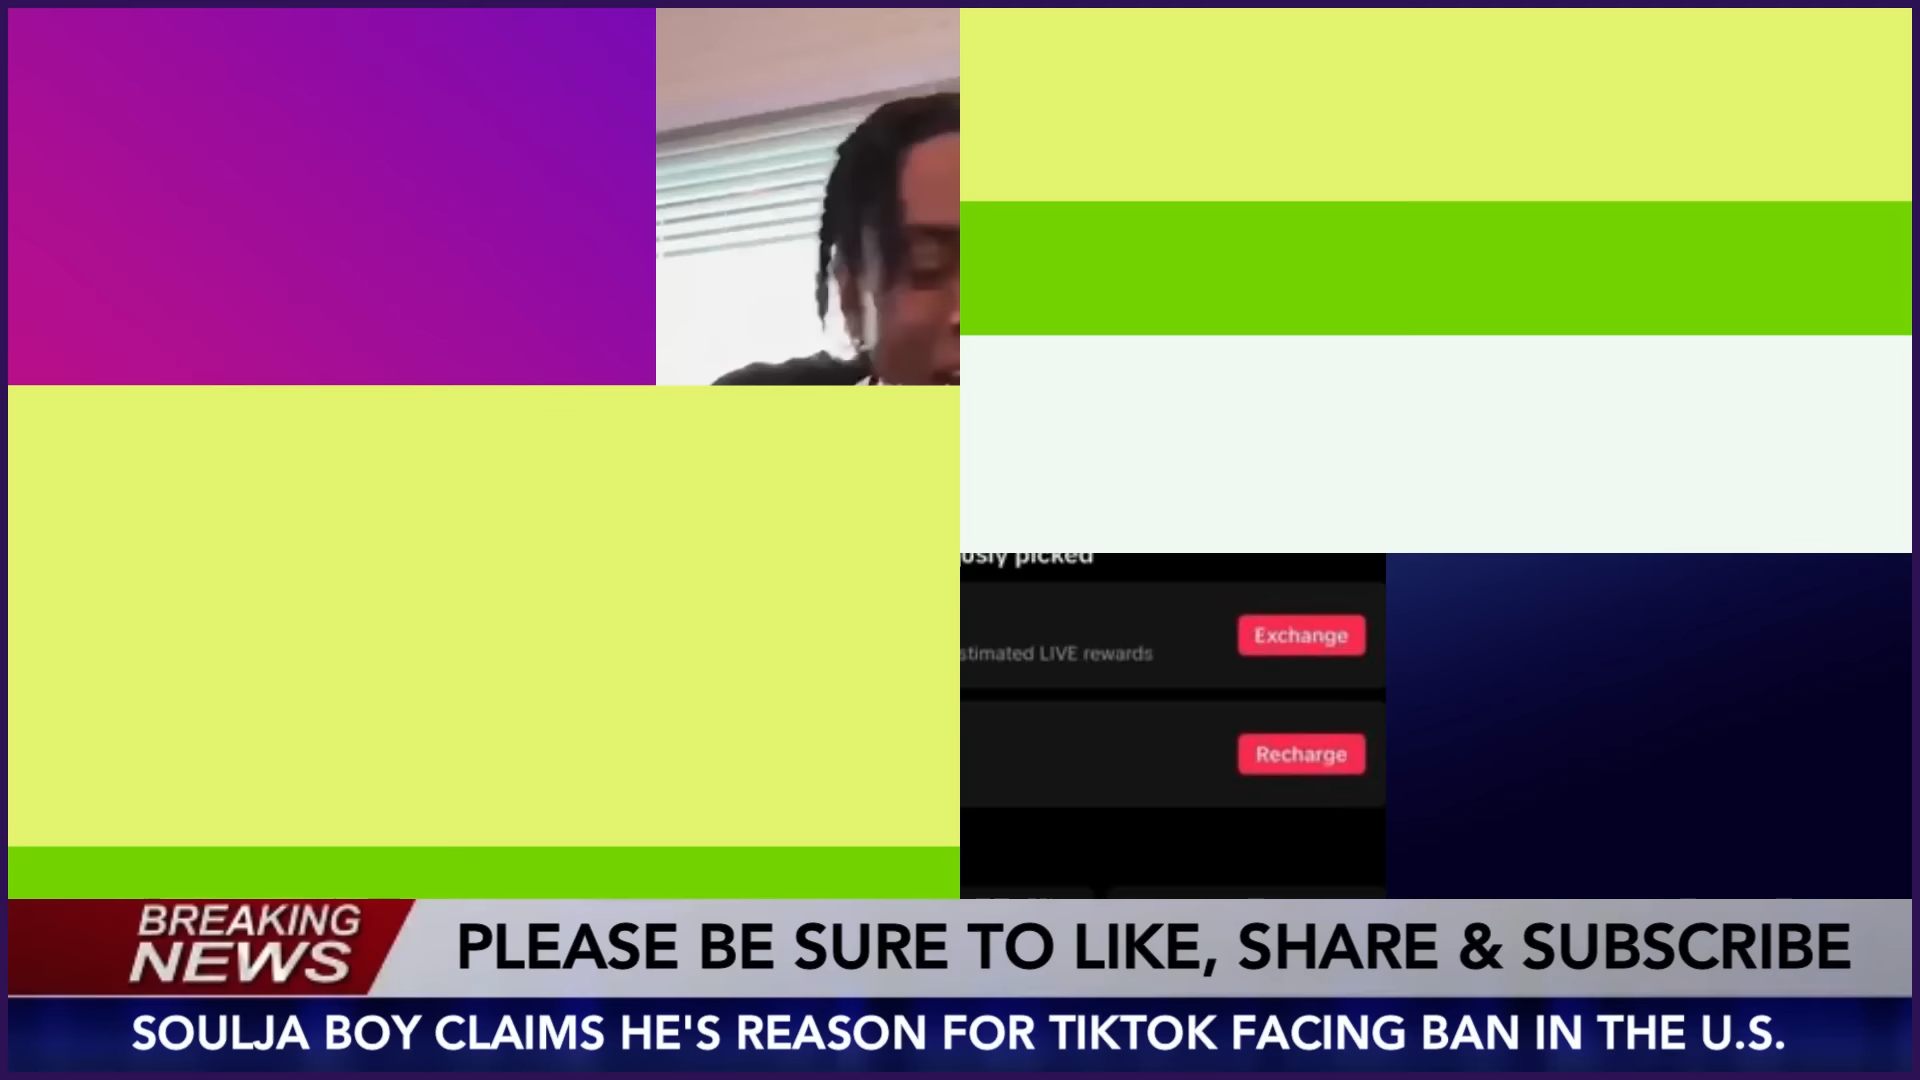 usly picked
Exchange
stimated LIVE rewards
Recharge
BREAKING
NEWS
PLEASE BE SURE TO LIKE, SHARE & SUBSCRIBE
SOULJA BOY CLAIMS HE'S REASON FOR TIKTOK FACING BAN IN THE U.S.